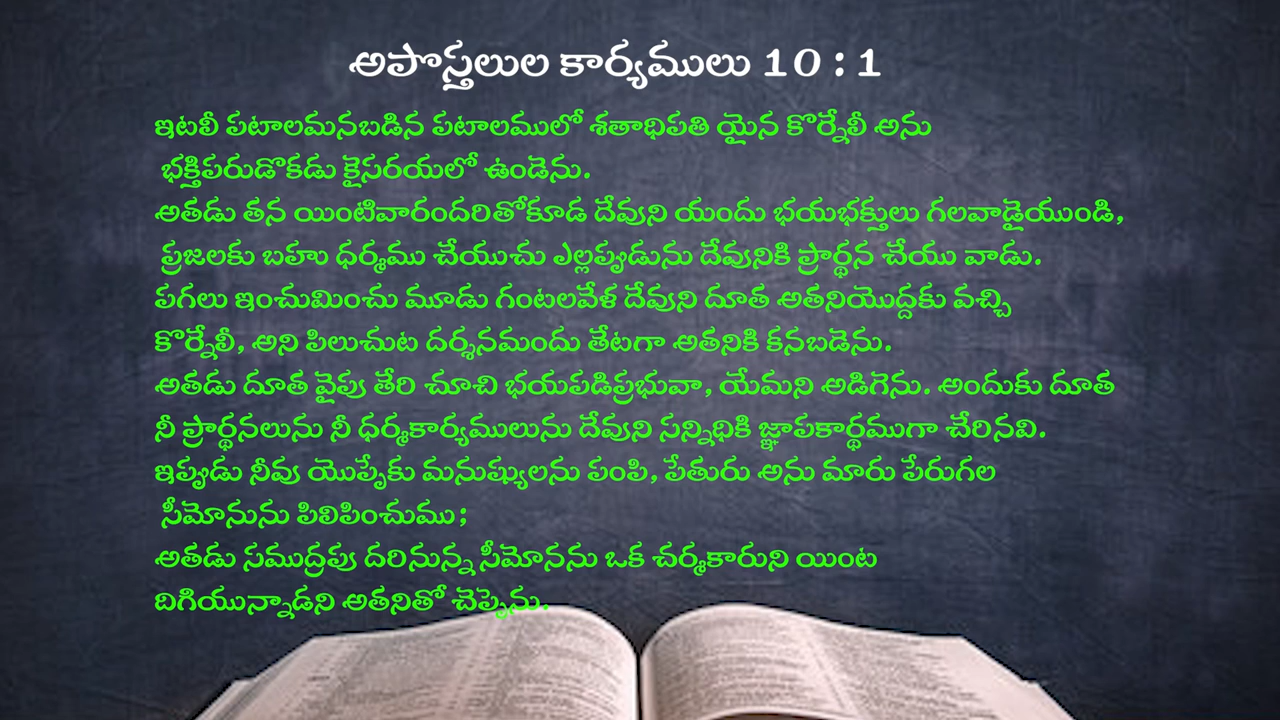 అపొస్తలుల కార్యములు 10 : 1
ఇటలీ పటాలమనబడిన పటాలములో శతాధిపతి యైన కొర్నేలీ అను
భక్తిపరుడొకడు కైసరయలో ఉండెను.
అతడు తన యింటివారందరితోకూడ దేవుని యందు భయభక్తులు గలవాడైయుండి,
ప్రజలకు బహు ధర్మము చేయుచు ఎల్లప్పుడును దేవునికి ప్రార్థన చేయు వాడు.
పగలు ఇంచుమించు మూడు గంటలవేళ దేవుని దూత అతనియొద్దకు వచ్చి
కొర్నేలీ, అని పిలుచుట దర్శనమందు తేటగా అతనికి కనబడెను.
అతడు దూత వైపు తేరి చూచి భయపడిప్రభువా, యేమని అడిగెను. అందుకు దూత
నీ ప్రార్థనలును నీ ధర్మకార్యములును దేవుని సన్నిధికి జ్ఞాపకార్థముగా చేరినవి.
ఇప్పుడు నీవు యొప్పేకు మనుష్యులను పంపి, పేతురు అను మారు పేరుగల
సీమోనును పిలిపించుము;
అతడు సముద్రపు దరినున్న సీమోనను ఒక చర్మకారుని యింట
దిగియున్నాడని అతనితో చెప్పెను.